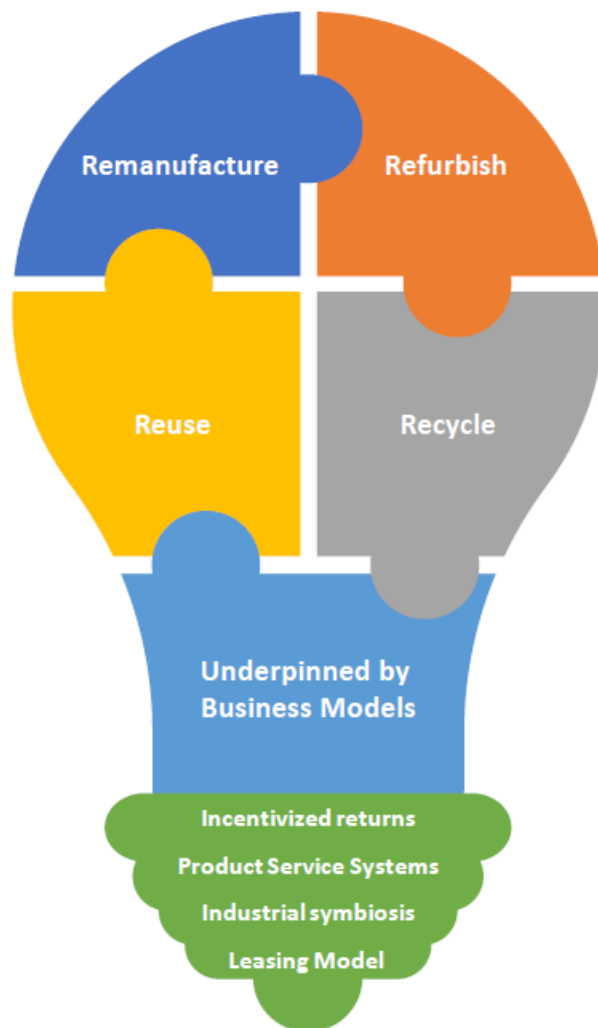 Remanufacture
Refurbish
Reuse
Recycle
Underpinned by
Business Models
Incentivized returns
Product Service Systems
Industrial symbiosis
Leasing Model